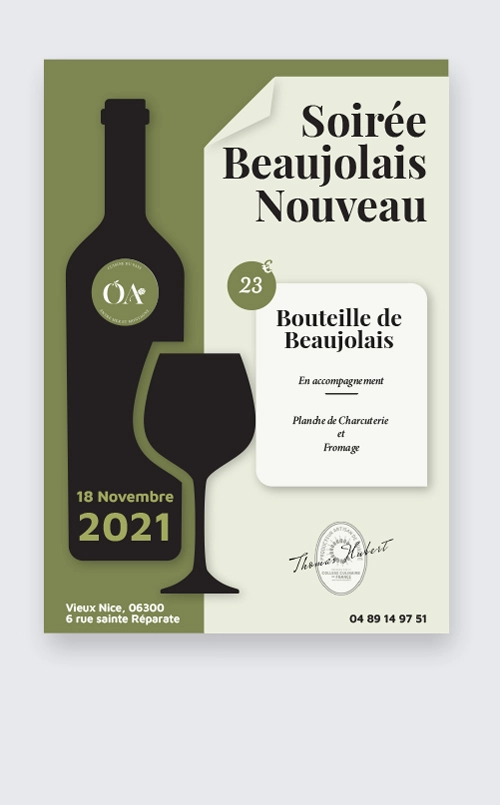 Soirée
Beaujolais
Nouveau
23 €
Bouteille de
Beaujolais
En accompagnement
Planche de Charcuterie
et
Fromage
ÓA
18 Novembre
2021
Thomas Hubert
Vieux Nice, 06300
6 rue sainte Réparate
04 89 14 97 51